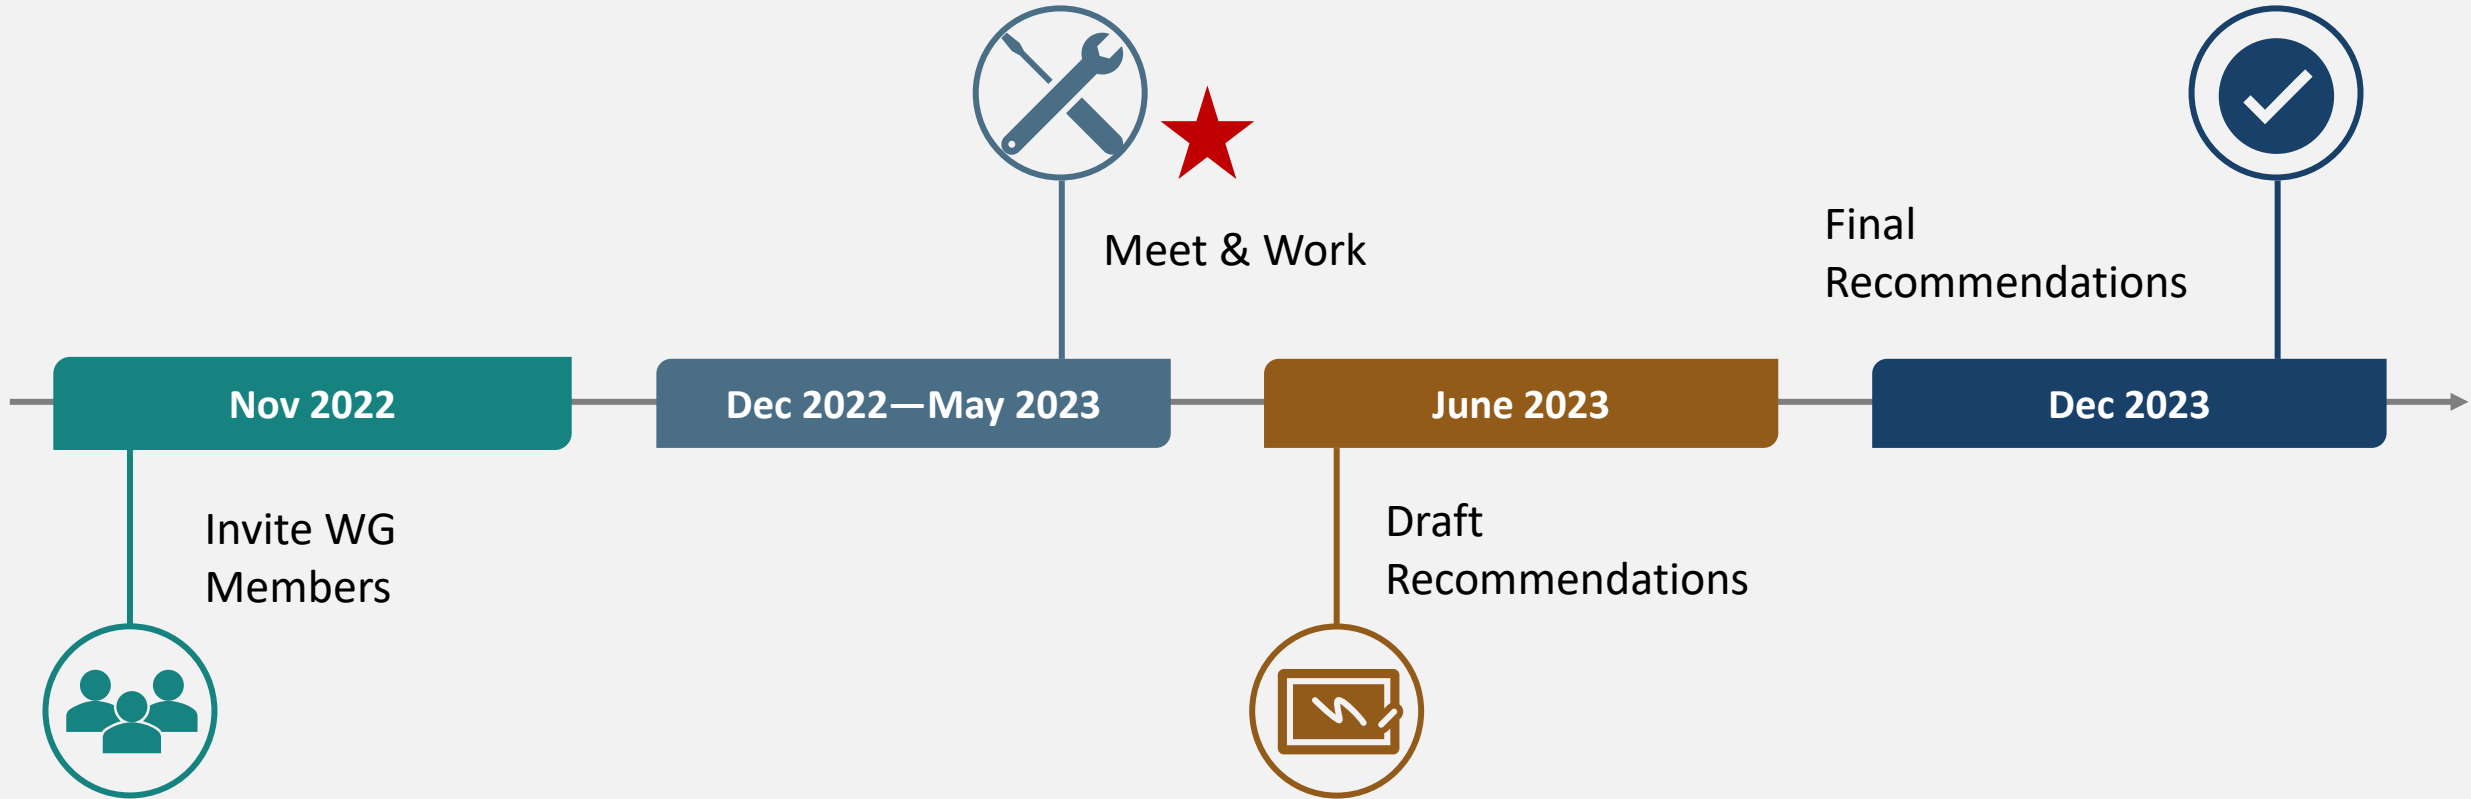 Nov 2022
Invite WG
Members
Dec 2022—May 2023
Meet & Work
June 2023
Draft
Recommendations
Dec 2023
Final
Recommendations